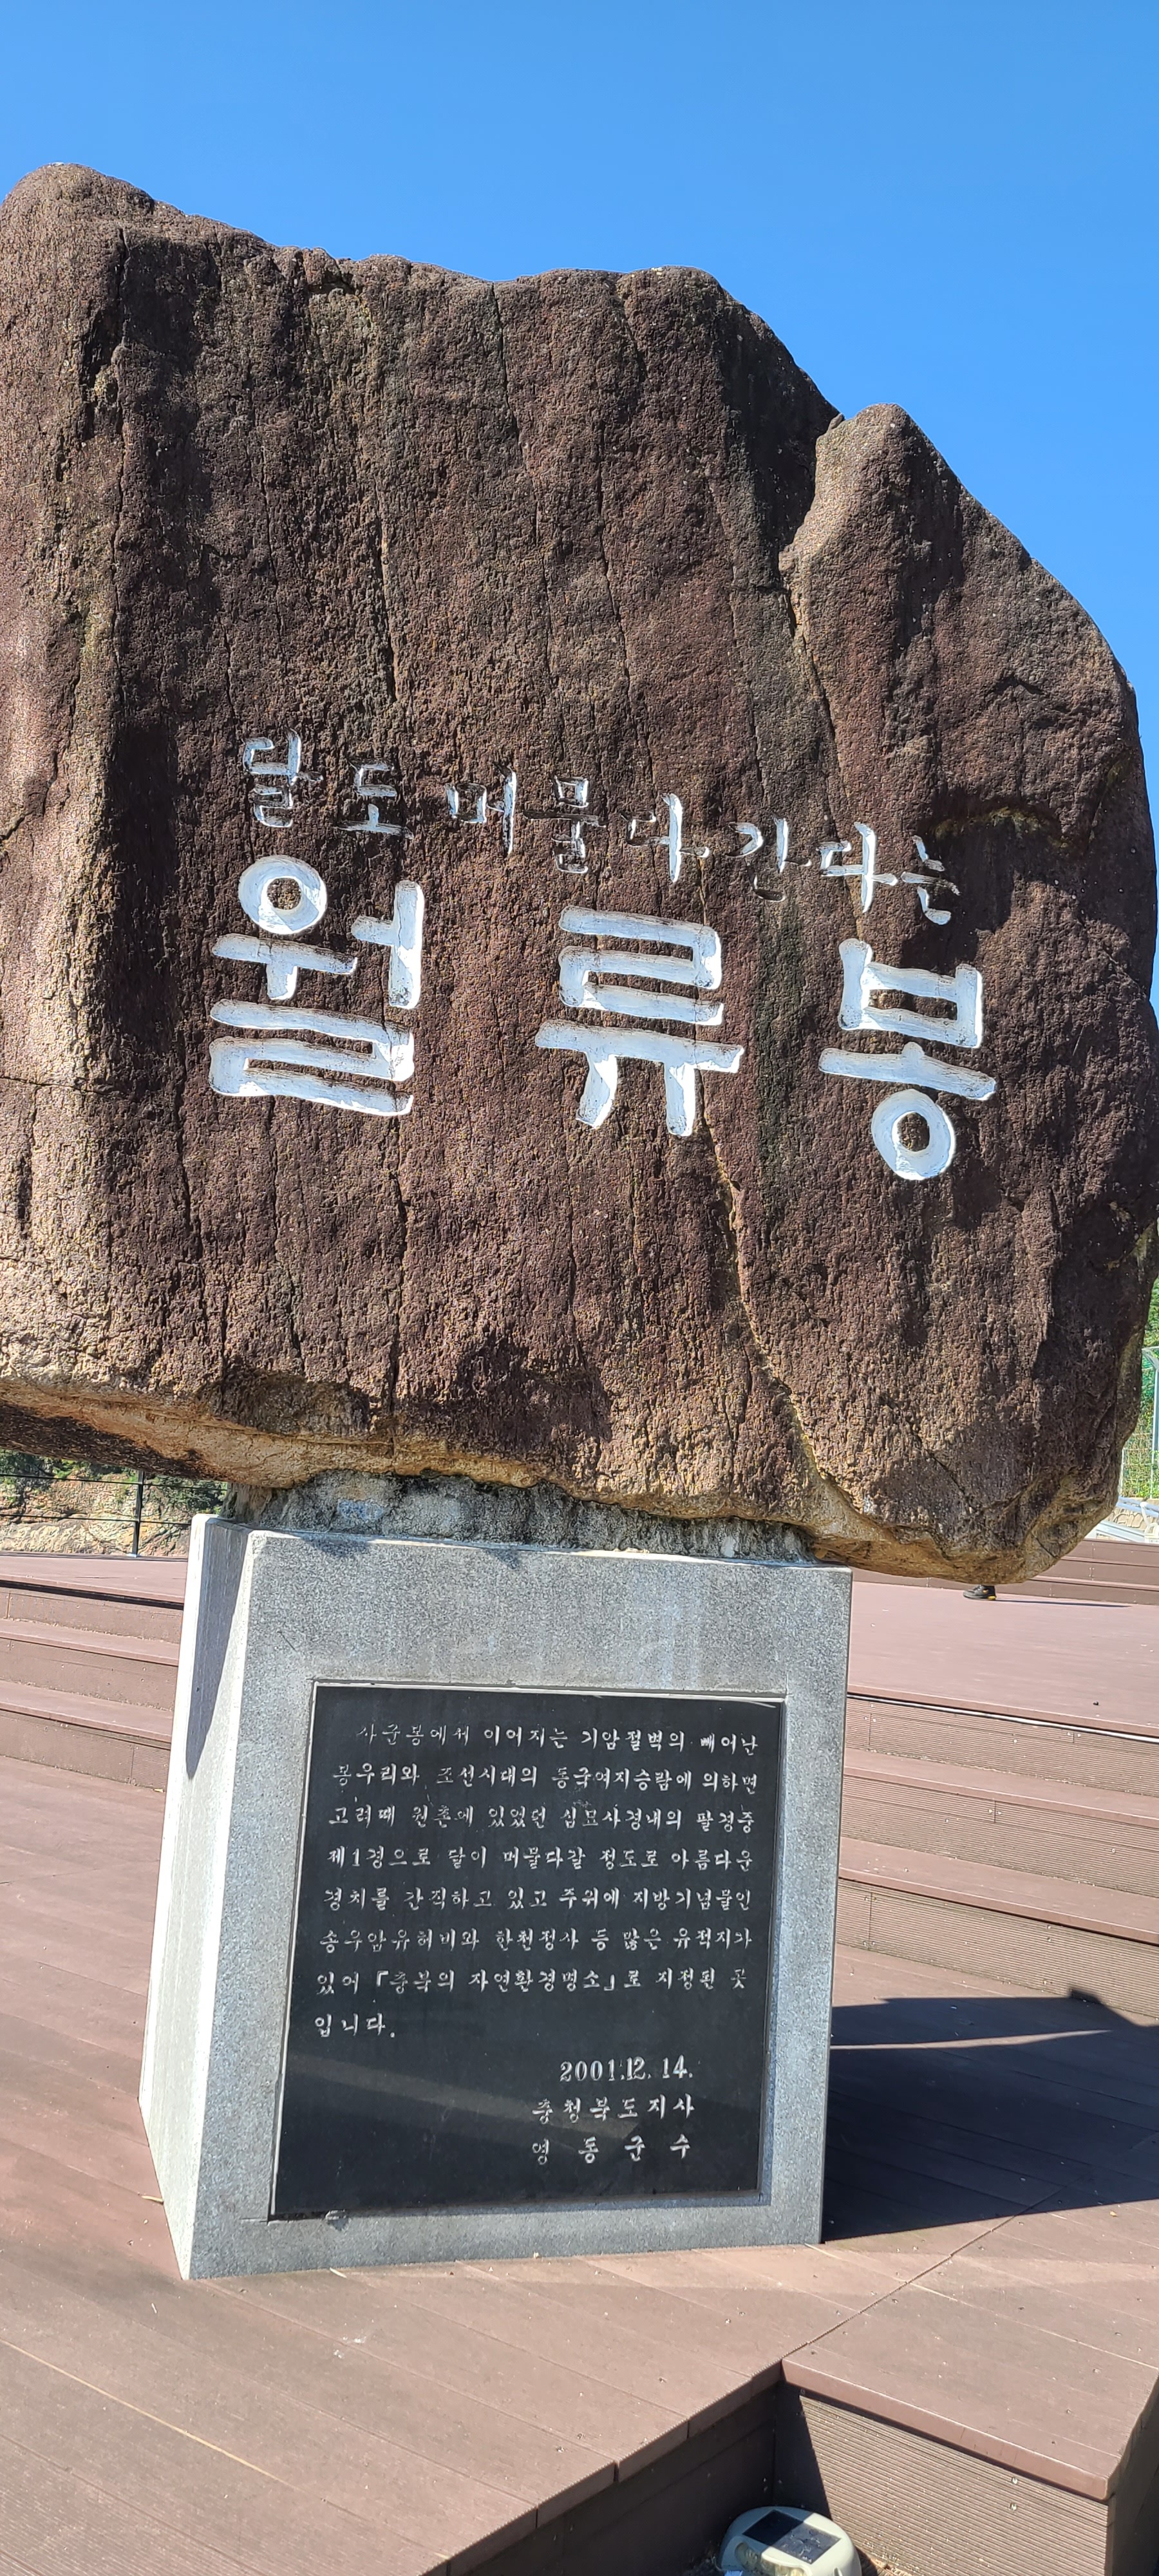 달도 머물다 간다는
월류봉
사군봉에서 이어지는 기암절벽의 빼어난
봉우리와 조선시대의 동국여지승람에 의하면
고려때 원촌에 있었던 심묘사경내의 팔경중
제1경으로 달이 머물다갈 정도로 아름다운
경치를 간직하고 있고 주위에 지방기념물인
송우암유허비와 한천정사 등 많은 유적지가
있어 『충북의 자연환경명소』로 지정된 곳
입니다.
2001.12. 14.
충청북도지사
영동군수